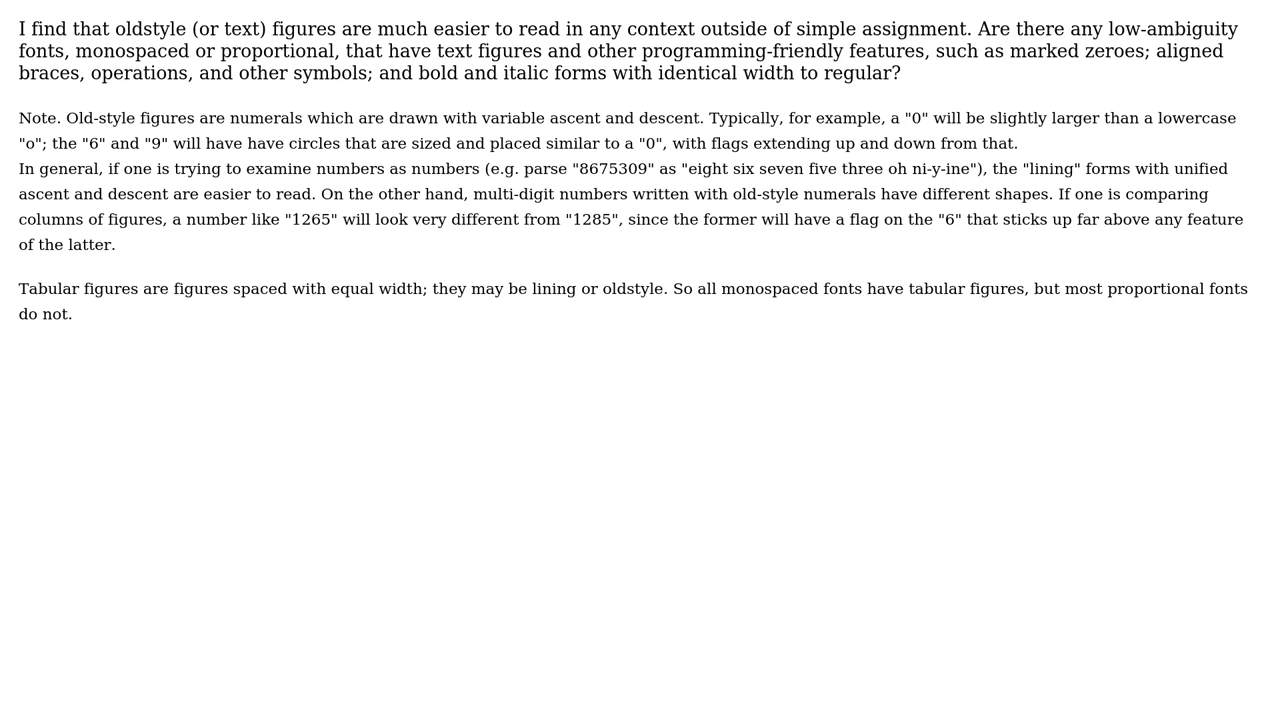 I find that oldstyle (or text) figures are much easier to read in any context outside of simple assignment. Are there any low-ambiguity
fonts, monospaced or proportional, that have text figures and other programming-friendly features, such as marked zeroes; aligned
braces, operations, and other symbols; and bold and italic forms with identical width to regular?
Note. Old-style figures are numerals which are drawn with variable ascent and descent. Typically, for example, a "0" will be slightly larger than a lowercase
"o"; the "6" and "9" will have have circles that are sized and placed similar to a "0", with flags extending up and down from that.
In general, if one is trying to examine numbers as numbers (e.g. parse "8675309" as "eight six seven five three oh ni-y-ine"), the "lining" forms with unified
ascent and descent are easier to read. On the other hand, multi-digit numbers written with old-style numerals have different shapes. If one is comparing
columns of figures, a number like "1265" will look very different from "1285", since the former will have a flag on the "6" that sticks up far above any feature
of the latter.
Tabular figures are figures spaced with equal width; they may be lining or oldstyle. So all monospaced fonts have tabular figures, but most proportional fonts
do not.